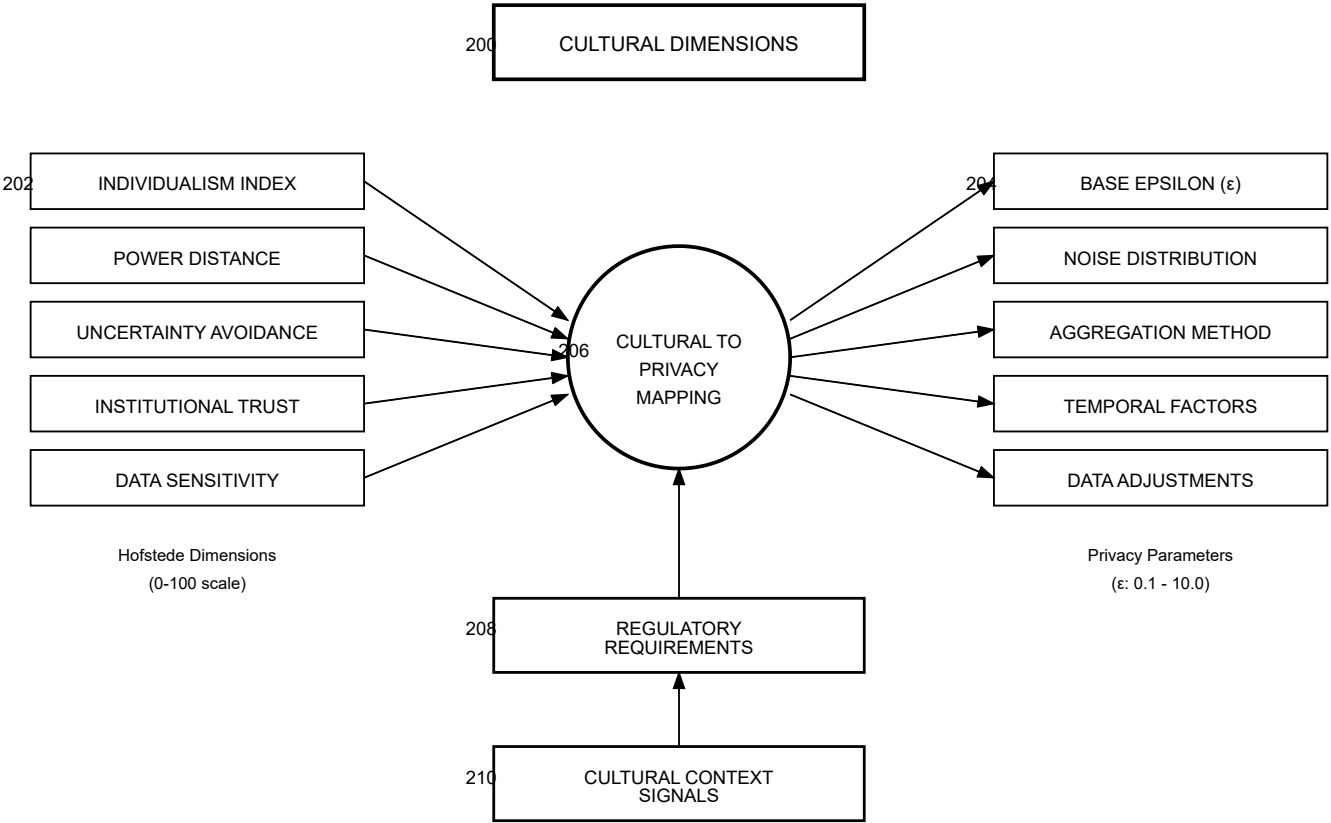 200
CULTURAL DIMENSIONS
202
INDIVIDUALISM INDEX
POWER DISTANCE
UNCERTAINTY AVOIDANCE
INSTITUTIONAL TRUST
DATA SENSITIVITY
Hofstede Dimensions
(0-100 scale)
206
CULTURAL TO
PRIVACY
MAPPING
204
BASE EPSILON (ε)
NOISE DISTRIBUTION
AGGREGATION METHOD
TEMPORAL FACTORS
DATA ADJUSTMENTS
Privacy Parameters
(ε: 0.1 - 10.0)
208
REGULATORY
REQUIREMENTS
210
CULTURAL CONTEXT
SIGNALS